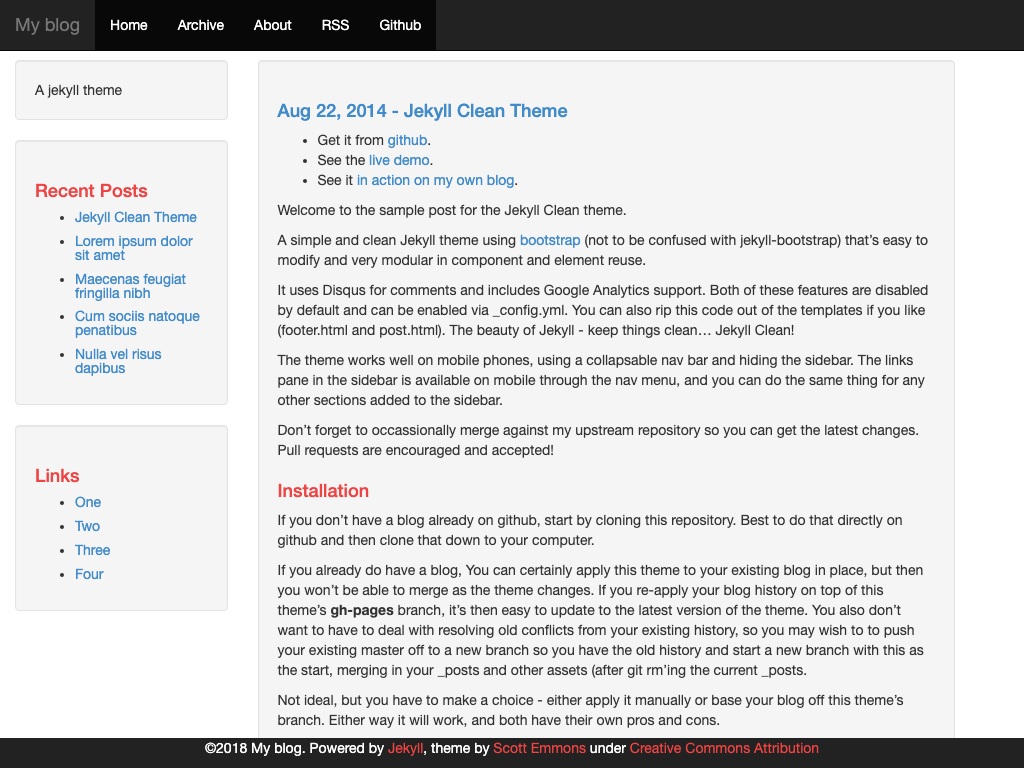 My blog Home Archive About RSS Github
A jekyll theme
Recent Posts
Jekyll Clean Theme
Lorem ipsum dolor
sit amet
Maecenas feugiat
fringilla nibh
Cum sociis natoque
penatibus
Nulla vel risus
dapibus
Links
One
Two
Three
Four
Aug 22, 2014 - Jekyll Clean Theme
Get it from github.
See the live demo.
See it in action on my own blog.
Welcome to the sample post for the Jekyll Clean theme.
A simple and clean Jekyll theme using bootstrap (not to be confused with jekyll-bootstrap) that’s easy to
modify and very modular in component and element reuse.
It uses Disqus for comments and includes Google Analytics support. Both of these features are disabled
by default and can be enabled via _config.yml. You can also rip this code out of the templates if you like
(footer.html and post.html). The beauty of Jekyll - keep things clean… Jekyll Clean!
The theme works well on mobile phones, using a collapsable nav bar and hiding the sidebar. The links
pane in the sidebar is available on mobile through the nav menu, and you can do the same thing for any
other sections added to the sidebar.
Don’t forget to occassionally merge against my upstream repository so you can get the latest changes.
Pull requests are encouraged and accepted!
Installation
If you don’t have a blog already on github, start by cloning this repository. Best to do that directly on
github and then clone that down to your computer.
If you already do have a blog, You can certainly apply this theme to your existing blog in place, but then
you won’t be able to merge as the theme changes. If you re-apply your blog history on top of this
theme’s gh-pages branch, it’s then easy to update to the latest version of the theme. You also don’t
want to have to deal with resolving old conflicts from your existing history, so you may wish to to push
your existing master off to a new branch so you have the old history and start a new branch with this as
the start, merging in your _posts and other assets (after git rm’ing the current _posts.
Not ideal, but you have to make a choice - either apply it manually or base your blog off this theme’s
branch. Either way it will work, and both have their own pros and cons.
©2018 My blog. Powered by Jekyll, theme by Scott Emmons under Creative Commons Attribution